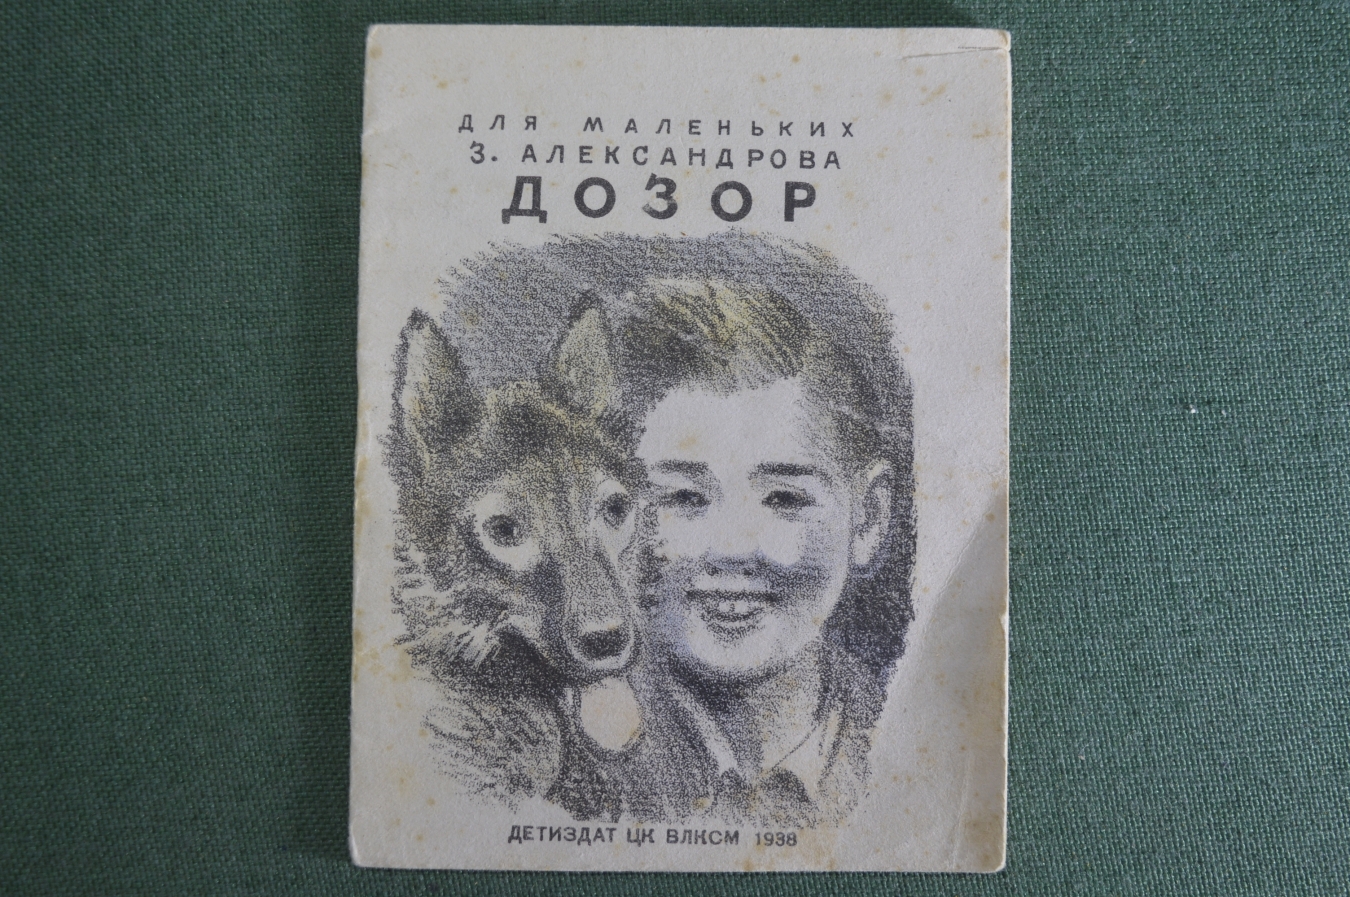 ДЛЯ МАЛЕНЬКИХ
З. АЛЕКСАНДРОВА
ДОЗОР
ДЕТИЗДАТ ЦК ВЛКСМ 1938